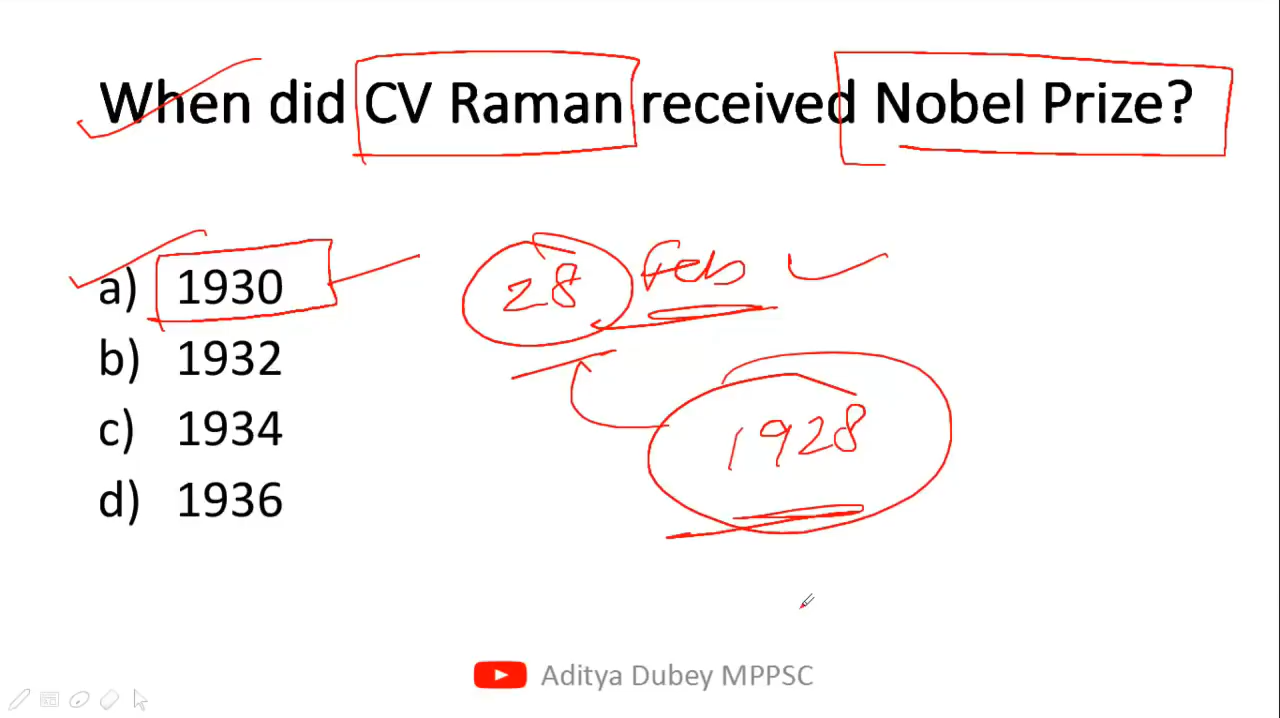 When did CV Raman received Nobel Prize?
a) 1930
28 Feb
b) 1932
c) 1934
1928
d) 1936
Aditya Dubey MPPSC